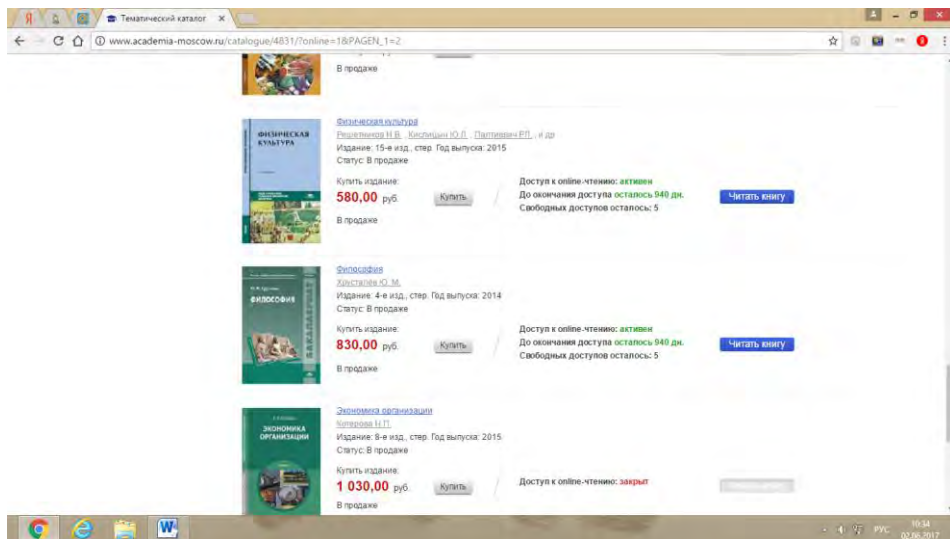 Тематический каталог
www.academia-moscow.ru/catalogue/4831/?online=1&PAGEN_1=2
В продаже
ФИЗИЧЕСКАЯ
КУЛЬТУРА
Физическая культура
Решетников Н.В. , Кислицын Ю.Л. , Палтиевич Р.Л. , и др
Издание: 15-е изд., стер. Год выпуска: 2015
Статус: В продаже
Купить издание:
580,00 руб.
Купить
В продаже
Доступ к online-чтению: активен
До окончания доступа осталось 940 дн.
Свободных доступов осталось: 5
Читать книгу
ФИЛОСОФИЯ
БАКАЛАВРИАТ
Философия
Хрусталёв Ю. М.
Издание: 4-е изд., стер. Год выпуска: 2014
Статус: В продаже
Купить издание:
830,00 руб.
Купить
В продаже
Доступ к online-чтению: активен
До окончания доступа осталось 940 дн.
Свободных доступов осталось: 5
Читать книгу
ЭКОНОМИКА
ОРГАНИЗАЦИИ
Экономика организации
Котерова Н.П.
Издание: 8-е изд., стер. Год выпуска: 2015
Статус: В продаже
Купить издание:
1 030,00 руб.
Купить
В продаже
Доступ к online-чтению: закрыт
РУС
10:34
02.06.2017